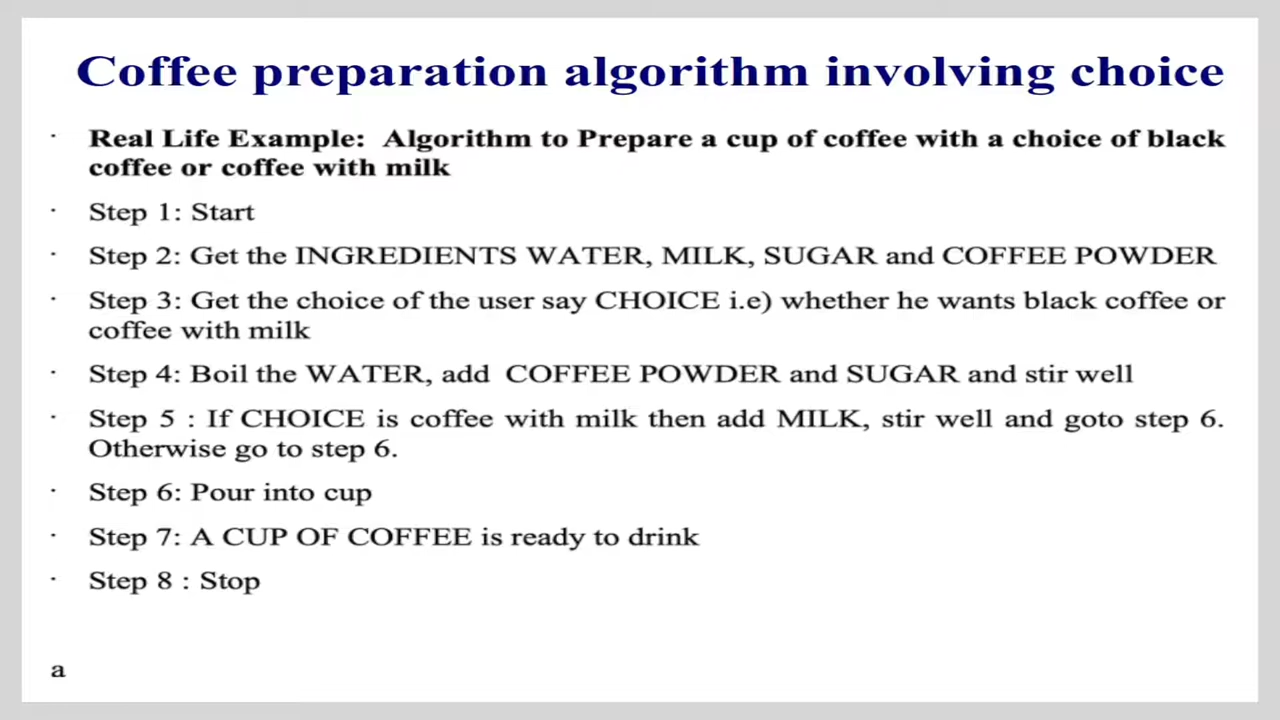 Coffee preparation algorithm involving choice
· Real Life Example: Algorithm to Prepare a cup of coffee with a choice of black
coffee or coffee with milk
· Step 1: Start
· Step 2: Get the INGREDIENTS WATER, MILK, SUGAR and COFFEE POWDER
· Step 3: Get the choice of the user say CHOICE i.e) whether he wants black coffee or
coffee with milk
· Step 4: Boil the WATER, add COFFEE POWDER and SUGAR and stir well
· Step 5 : If CHOICE is coffee with milk then add MILK, stir well and goto step 6.
Otherwise go to step 6.
· Step 6: Pour into cup
· Step 7: A CUP OF COFFEE is ready to drink
· Step 8 : Stop
a